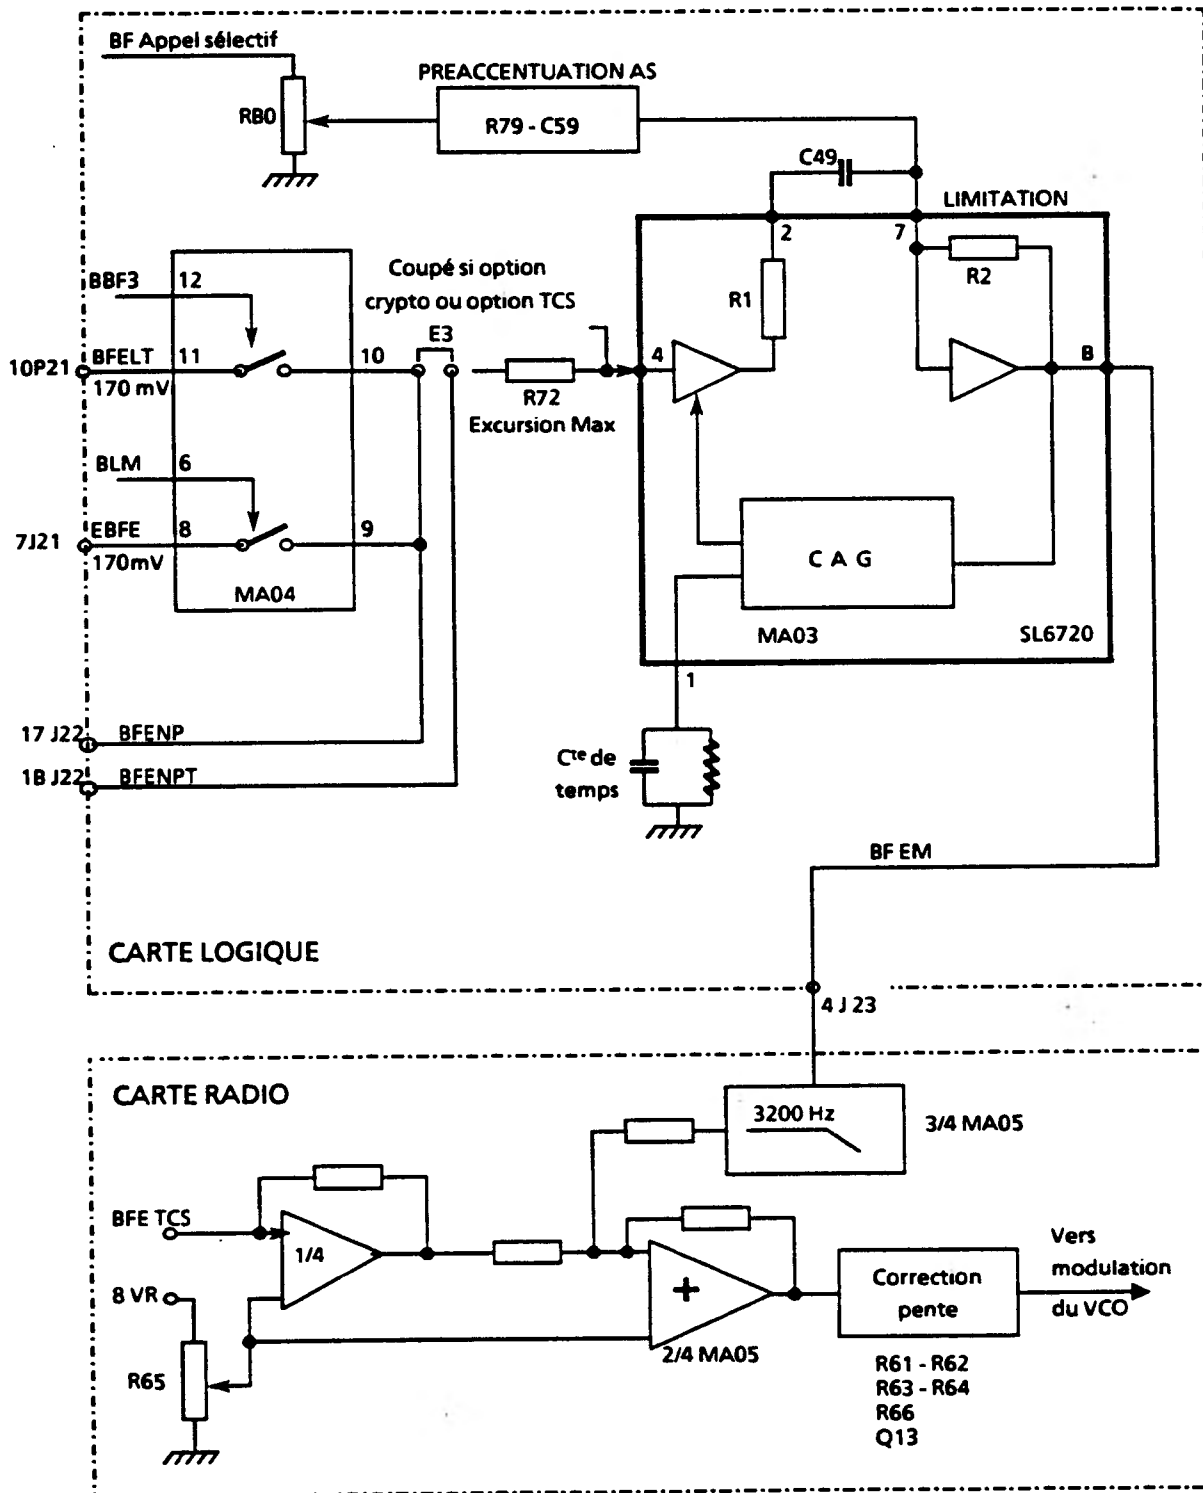 BF Appel sélectif
PREACCENTUATION AS
RB0
R79 - C59
C49
LIMITATION
2
7
R2
R1
Coupé si option
crypto ou option TCS
E3
BBF3
12
10P21
BFELT
11
10
170 mV
R72
Excursion Max
4
B
BLM
6
7J21
EBFE
8
9
170mV
MA04
C A G
MA03
SL6720
1
17 J22
BFENP
1B J22
BFENPT
Cte de
temps
BF EM
CARTE LOGIQUE
4 J 23
CARTE RADIO
3200 Hz
3/4 MA05
BFE TCS
1/4
8 VR
+
2/4 MA05
R65
Correction
pente
Vers
modulation
du VCO
R61 - R62
R63 - R64
R66
Q13